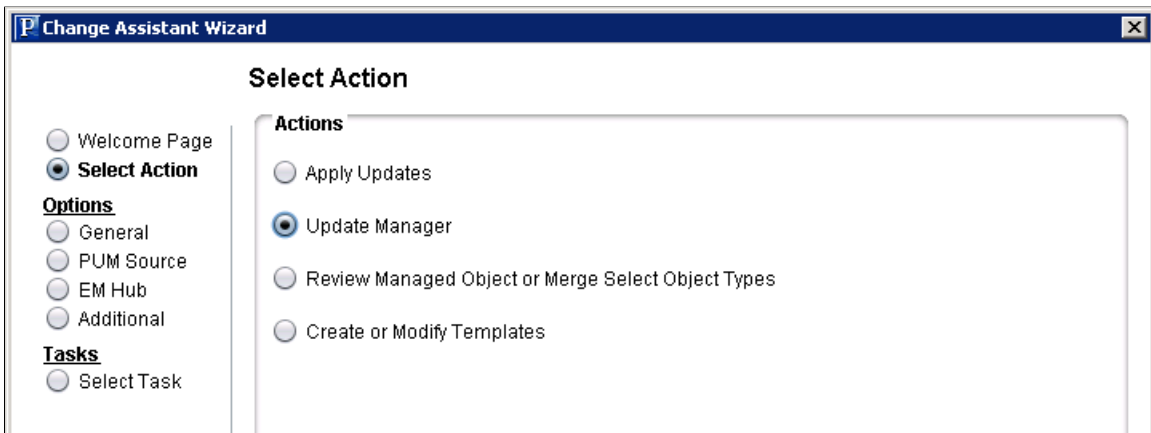 Change Assistant Wizard
Select Action
Welcome Page
Select Action
Options
General
PUM Source
EM Hub
Additional
Tasks
Select Task
Actions
Apply Updates
Update Manager
Review Managed Object or Merge Select Object Types
Create or Modify Templates